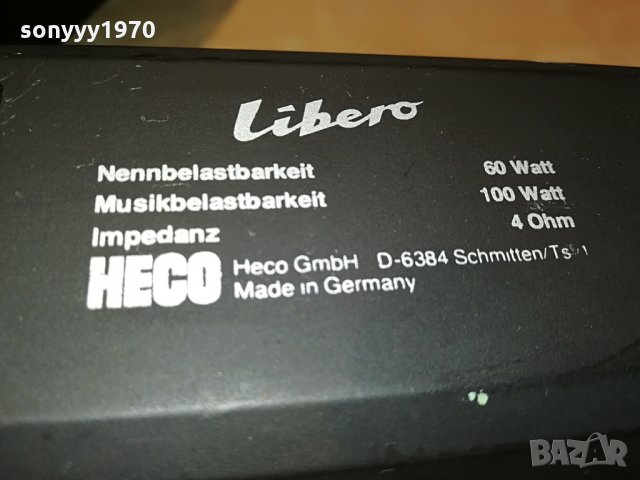 sonyyy1970
Libero
Nennbelastbarkeit 60 Watt
Musikbelastbarkeit 100 Watt
Impedanz 4 Ohm
HECO Heco GmbH D-6384 Schmitten/Ts
Made in Germany
BAZAR